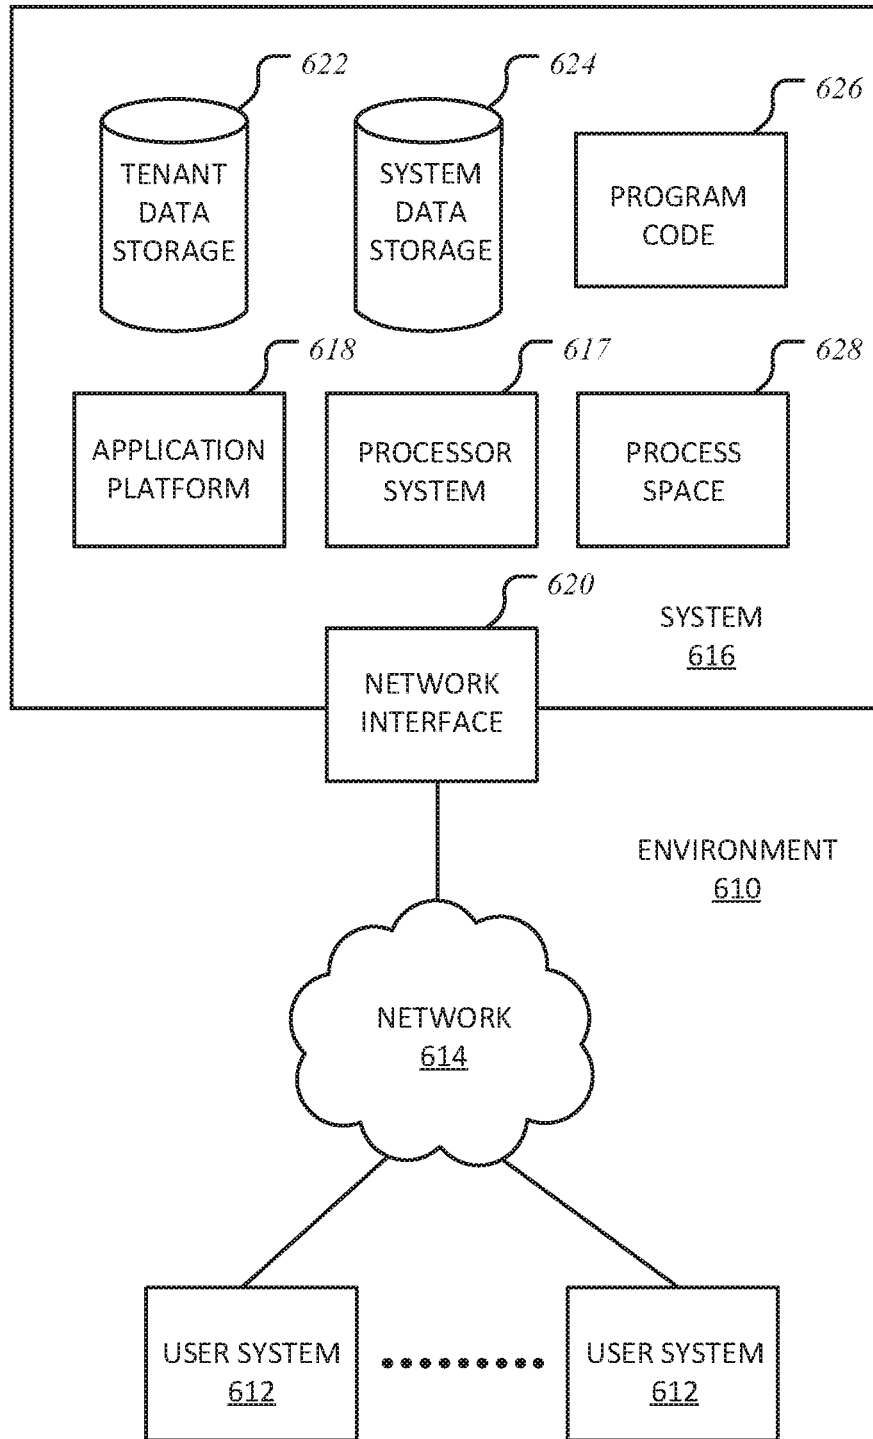 622
624
626
TENANT
DATA
STORAGE
SYSTEM
DATA
STORAGE
PROGRAM
CODE
618
617
628
APPLICATION
PLATFORM
PROCESSOR
SYSTEM
PROCESS
SPACE
620
SYSTEM
616
NETWORK
INTERFACE
ENVIRONMENT
610
NETWORK
614
USER SYSTEM
612
USER SYSTEM
612